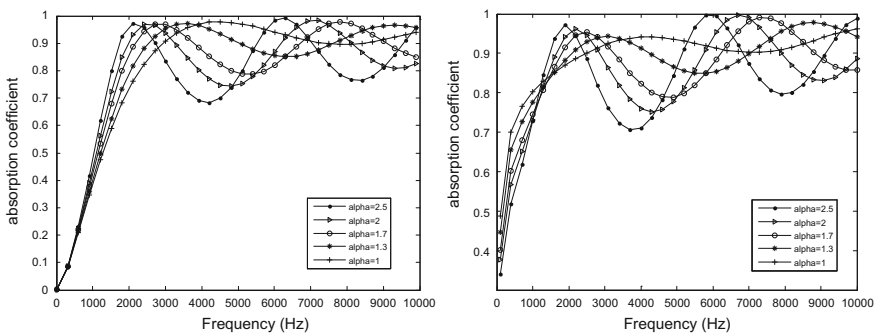 1
0.9
0.8
0.7
0.6
0.5
0.4
0.3
0.2
0.1
0
absorption coefficient
alpha=2.5
alpha=2
alpha=1.7
alpha=1.3
alpha=1
0 1000 2000 3000 4000 5000 6000 7000 8000 9000 10000
Frequency (Hz)
1
0.9
0.8
0.7
0.6
0.5
0.4
absorption coefficient
alpha=2.5
alpha=2
alpha=1.7
alpha=1.3
alpha=1
0 1000 2000 3000 4000 5000 6000 7000 8000 9000 10000
Frequency (Hz)